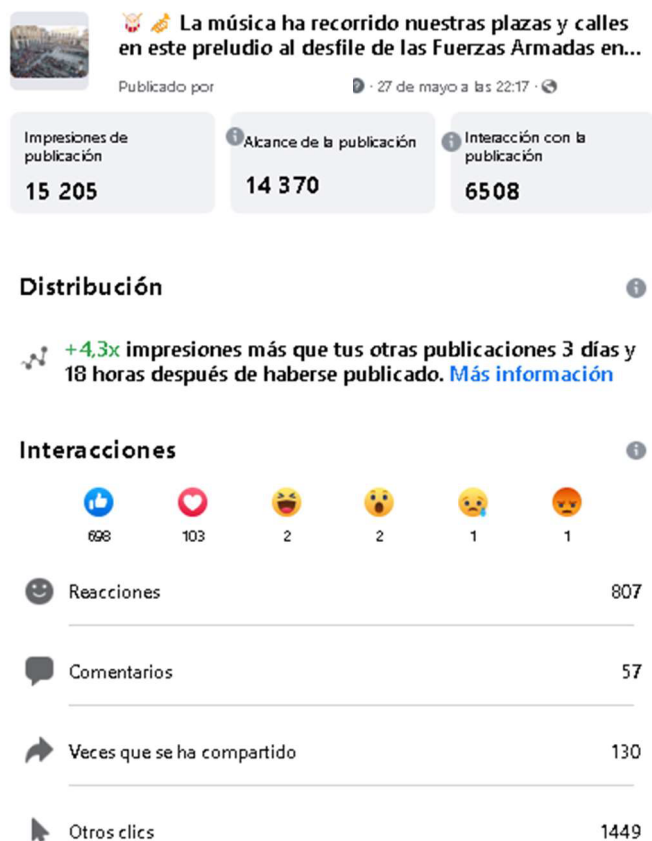 🥁 🎺 La música ha recorrido nuestras plazas y calles
en este preludio al desfile de las Fuerzas Armadas en...
Publicado por · 27 de mayo a las 22:17 ·
Impresiones de
publicación
15 205
Alcance de la publicación
14 370
Interacción con la
publicación
6508
Distribución
+4,3x impresiones más que tus otras publicaciones 3 días y
18 horas después de haberse publicado. Más información
Interacciones
698 103 2 2 1 1
Reacciones 807
Comentarios 57
Veces que se ha compartido 130
Otros clics 1449